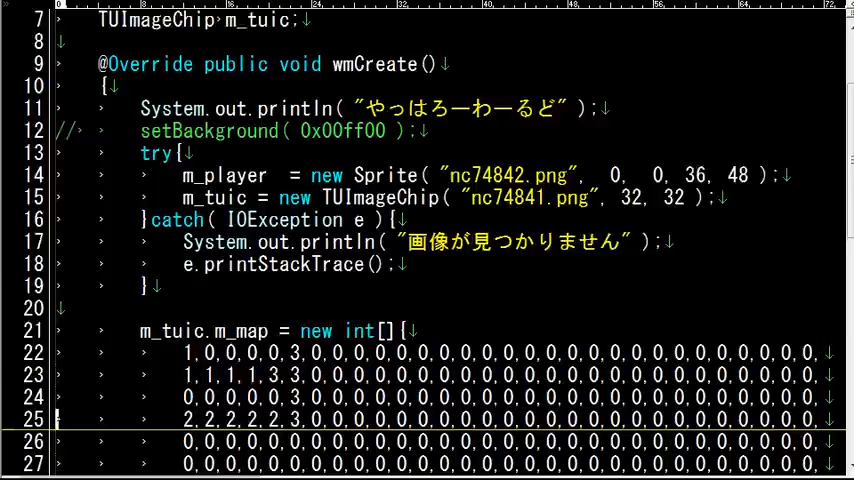 0 8 16 24 32 40 48 56 64 72
7 TUImageChip m_tuic;↓
8 ↓
9 @Override public void wmCreate()↓
10 {↓
11 System.out.println( "やっはろーわーるど" );↓
12 // setBackground( 0x00ff00 );↓
13 try{↓
14 m_player  = new Sprite( "nc74842.png",  0,  0, 36, 48 );↓
15 m_tuic = new TUImageChip( "nc74841.png", 32, 32 );↓
16 }catch( IOException e ){↓
17 System.out.println( "画像が見つかりません" );↓
18 e.printStackTrace();↓
19 }↓
20 ↓
21 m_tuic.m_map = new int[]{↓
22 1,0,0,0,0,3,0,0,0,0,0,0,0,0,0,0,0,0,0,0,0,0,0,0,0,0,0,0,0,0,↓
23 1,1,1,1,3,3,0,0,0,0,0,0,0,0,0,0,0,0,0,0,0,0,0,0,0,0,0,0,0,0,↓
24 0,0,0,0,0,3,0,0,0,0,0,0,0,0,0,0,0,0,0,0,0,0,0,0,0,0,0,0,0,0,↓
25 2,2,2,2,2,3,0,0,0,0,0,0,0,0,0,0,0,0,0,0,0,0,0,0,0,0,0,0,0,0,↓
26 0,0,0,0,0,0,0,0,0,0,0,0,0,0,0,0,0,0,0,0,0,0,0,0,0,0,0,0,0,0,↓
27 0,0,0,0,0,0,0,0,0,0,0,0,0,0,0,0,0,0,0,0,0,0,0,0,0,0,0,0,0,0,↓